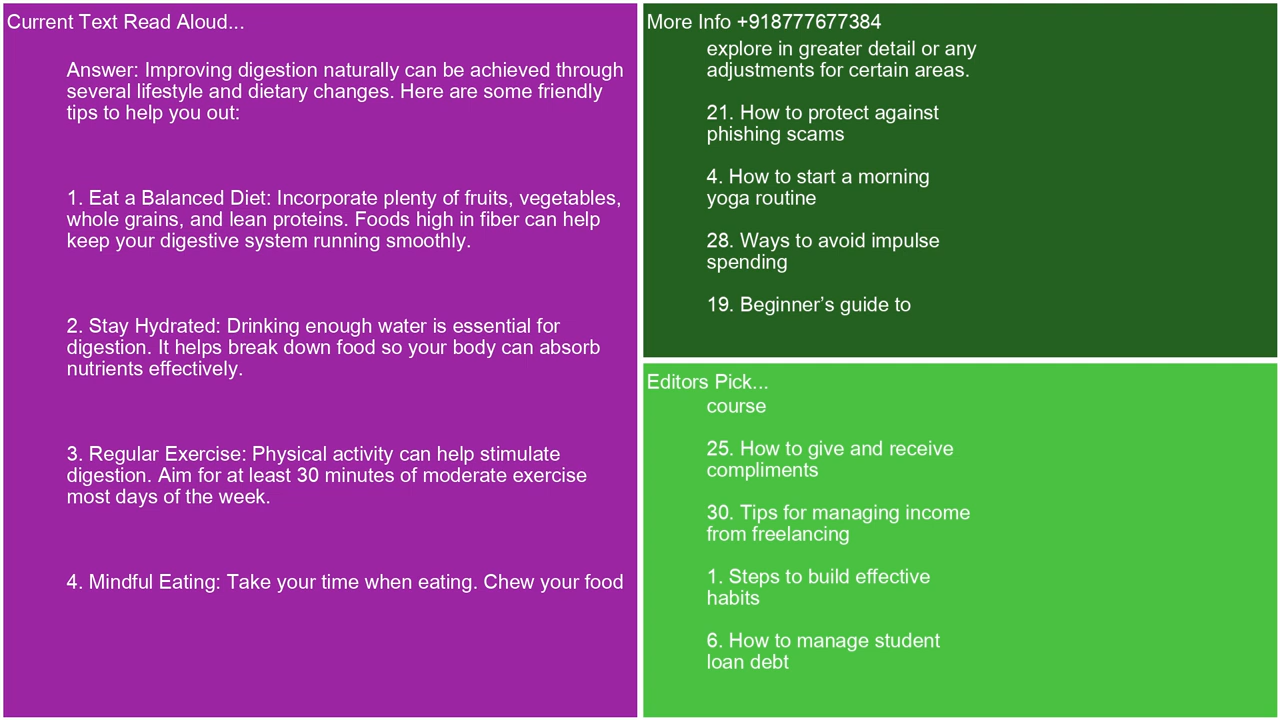 Current Text Read Aloud...
Answer: Improving digestion naturally can be achieved through
several lifestyle and dietary changes. Here are some friendly
tips to help you out:
1. Eat a Balanced Diet: Incorporate plenty of fruits, vegetables,
whole grains, and lean proteins. Foods high in fiber can help
keep your digestive system running smoothly.
2. Stay Hydrated: Drinking enough water is essential for
digestion. It helps break down food so your body can absorb
nutrients effectively.
3. Regular Exercise: Physical activity can help stimulate
digestion. Aim for at least 30 minutes of moderate exercise
most days of the week.
4. Mindful Eating: Take your time when eating. Chew your food
More Info +918777677384
explore in greater detail or any
adjustments for certain areas.
21. How to protect against
phishing scams
4. How to start a morning
yoga routine
28. Ways to avoid impulse
spending
19. Beginner’s guide to
Editors Pick...
course
25. How to give and receive
compliments
30. Tips for managing income
from freelancing
1. Steps to build effective
habits
6. How to manage student
loan debt